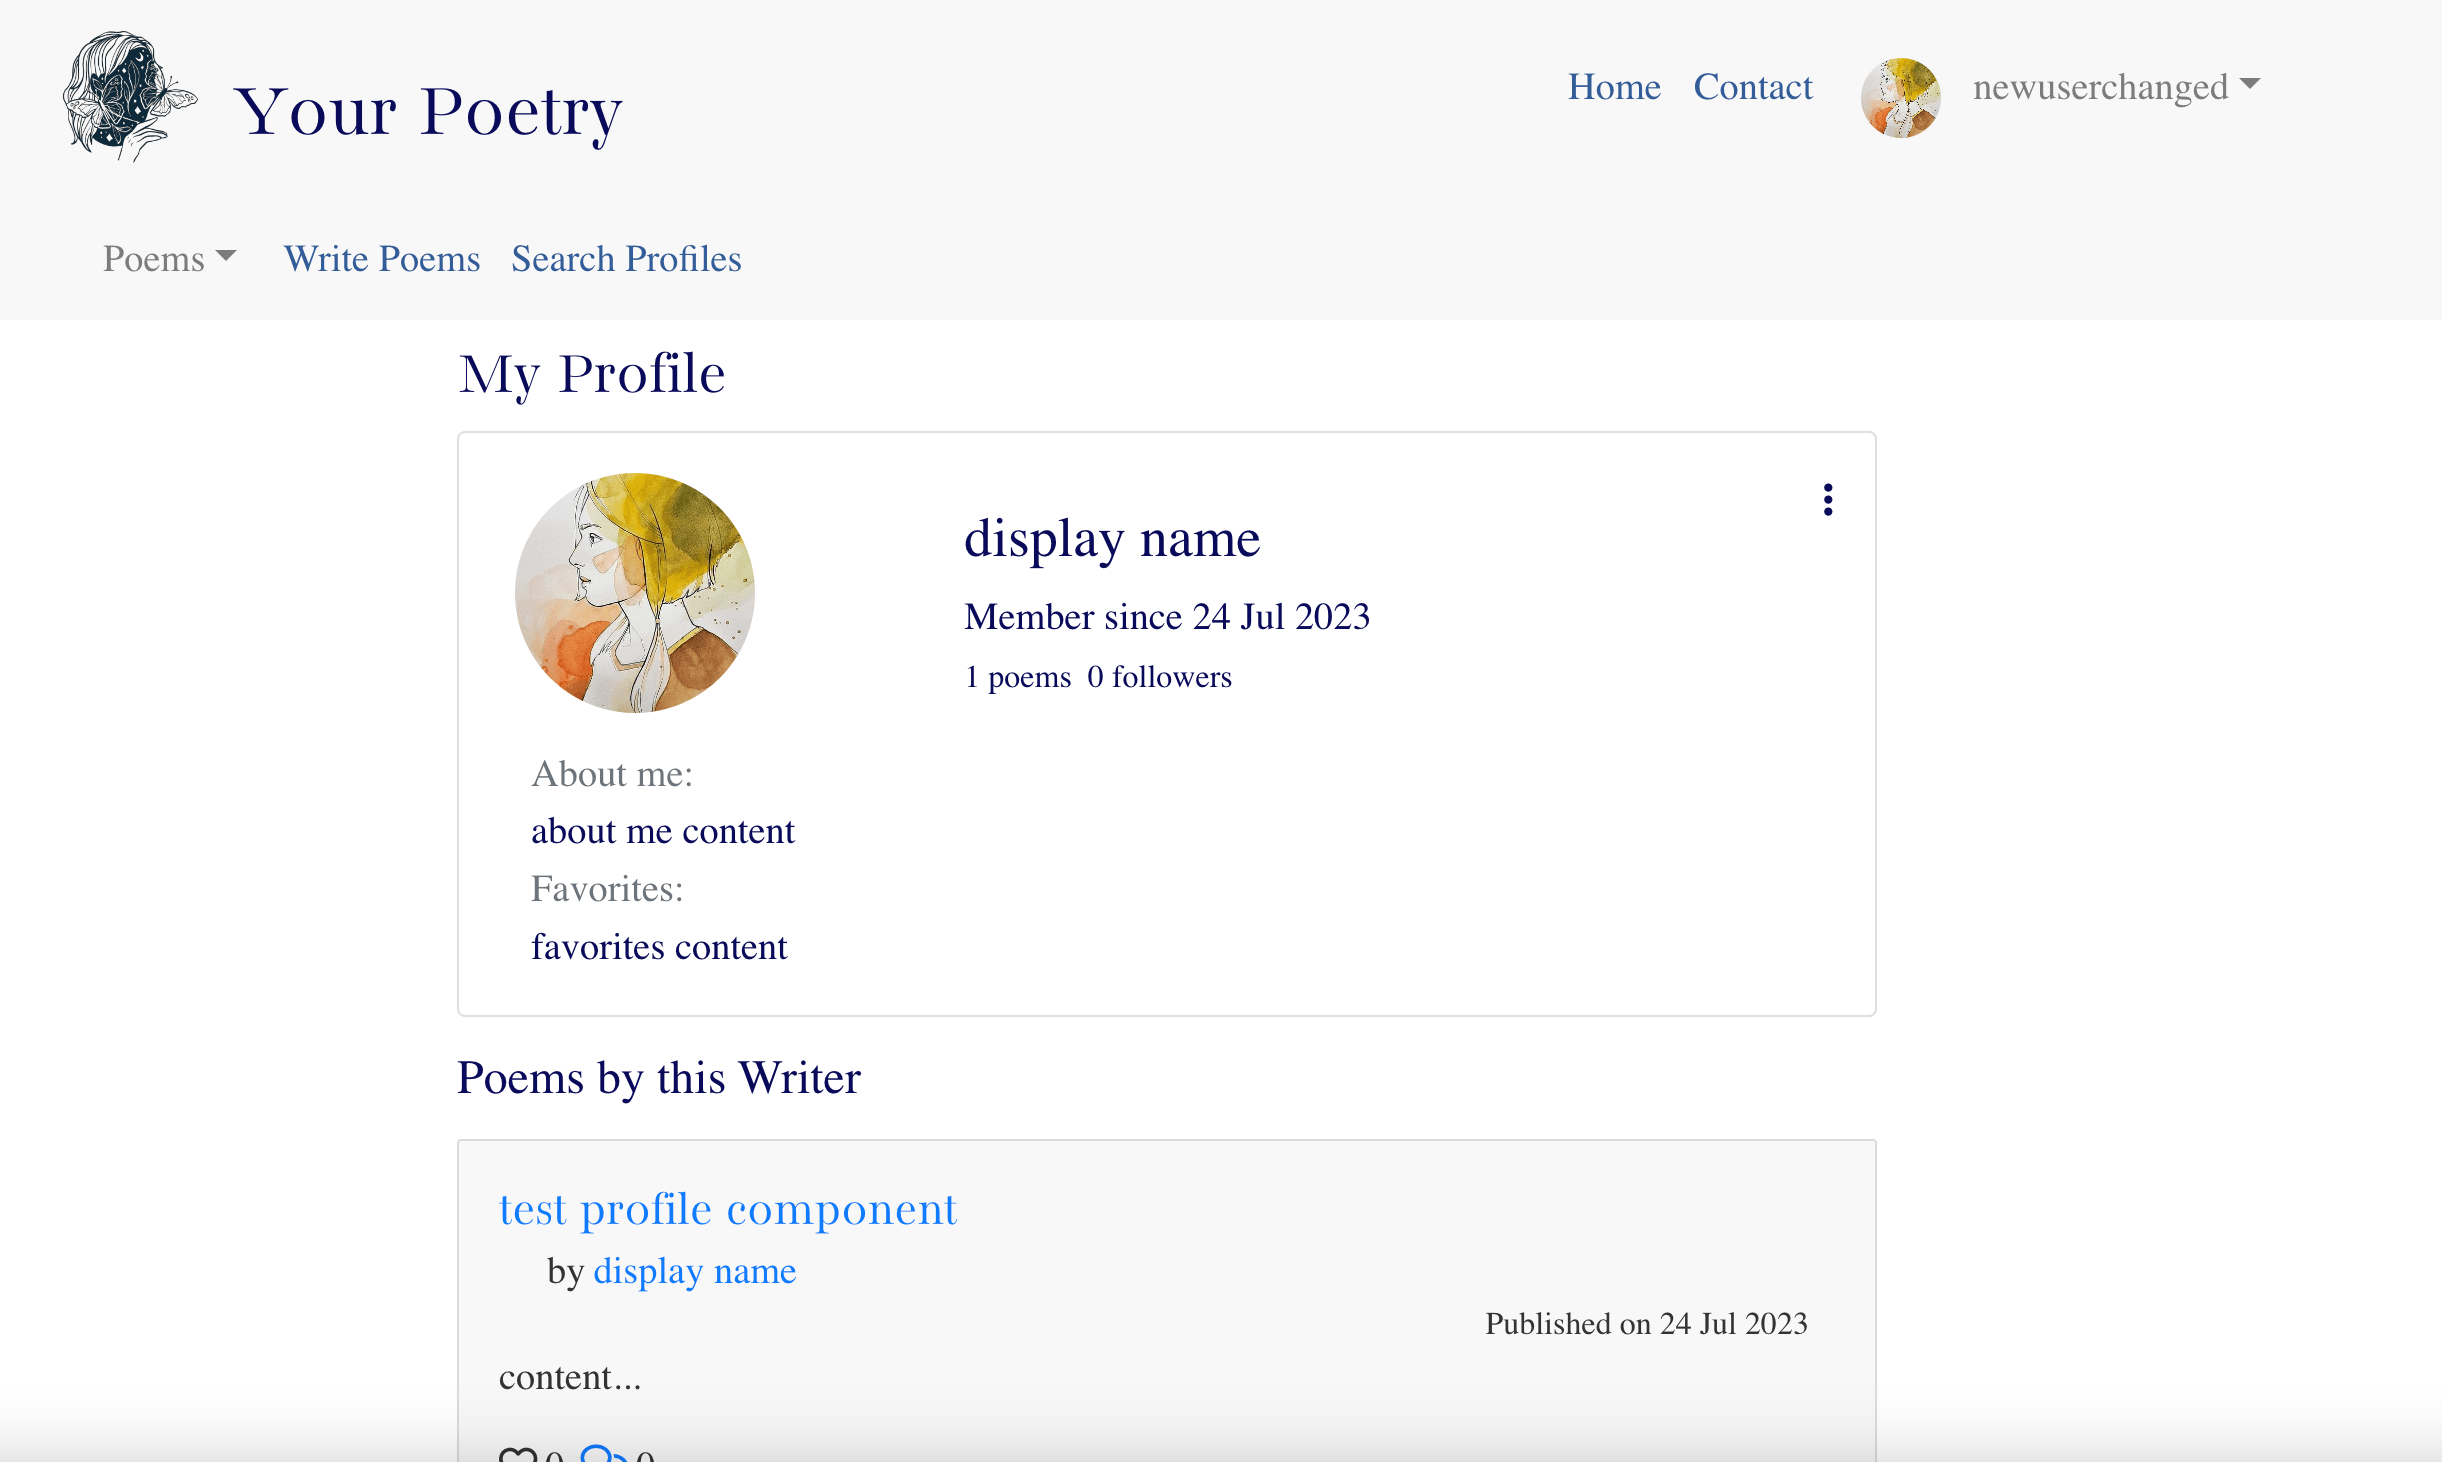 Your Poetry
Home Contact newuserchanged
Poems Write Poems Search Profiles
My Profile
display name
Member since 24 Jul 2023
1 poems 0 followers
About me:
about me content
Favorites:
favorites content
Poems by this Writer
test profile component
by display name
Published on 24 Jul 2023
content...
0 0